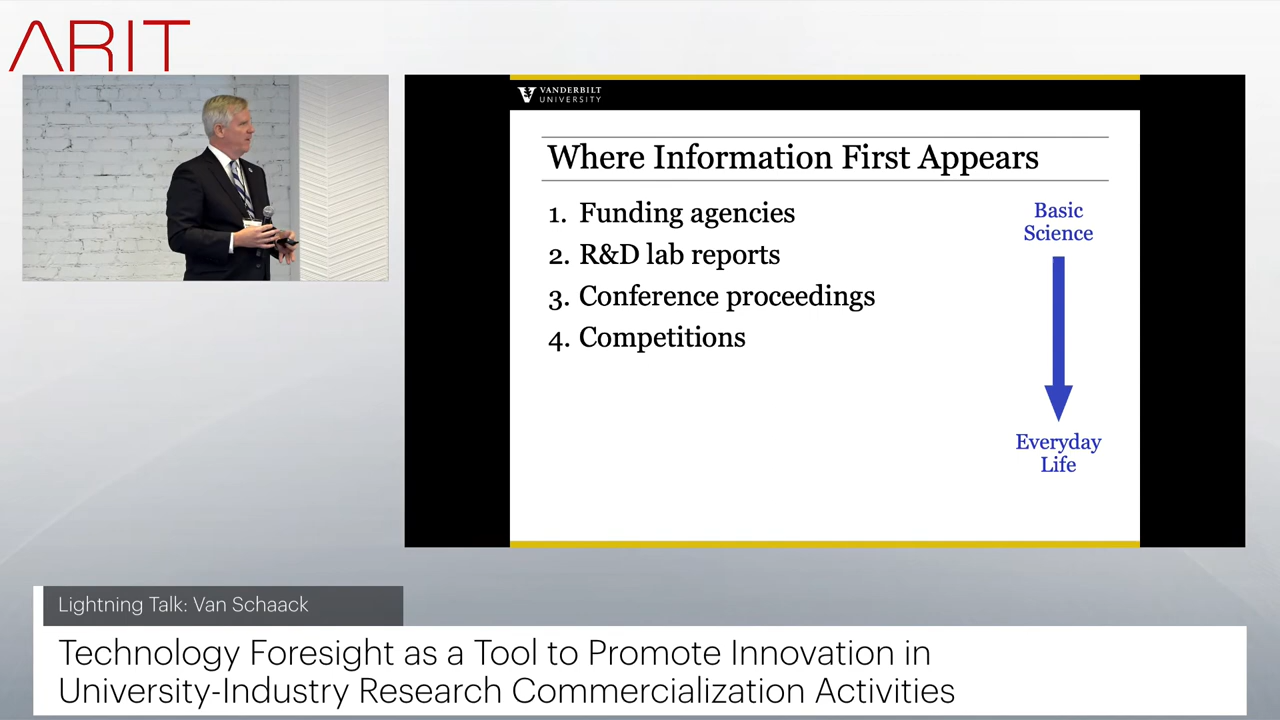 ARIT
VANDERBILT
UNIVERSITY
Where Information First Appears
1. Funding agencies
2. R&D lab reports
3. Conference proceedings
4. Competitions
Basic
Science
Everyday
Life
Lightning Talk: Van Schaack
Technology Foresight as a Tool to Promote Innovation in
University-Industry Research Commercialization Activities